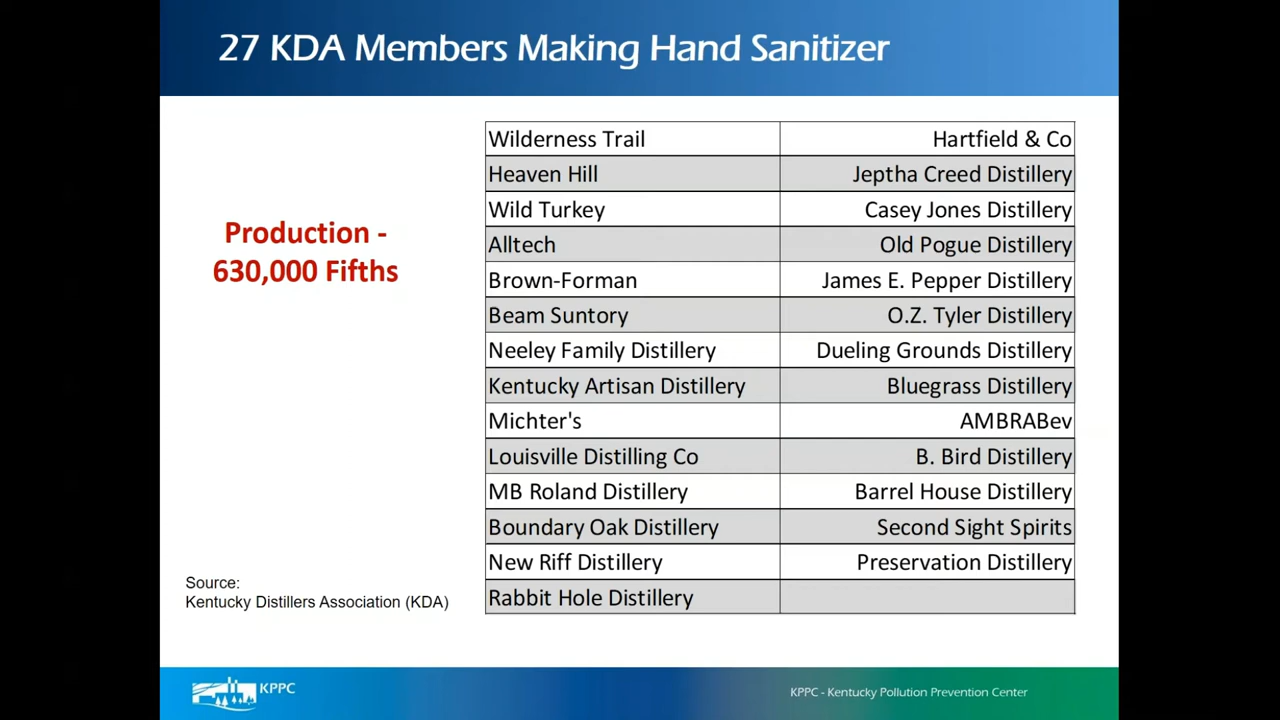 27 KDA Members Making Hand Sanitizer
Production -
630,000 Fifths
Wilderness Trail Hartfield & Co
Heaven Hill Jeptha Creed Distillery
Wild Turkey Casey Jones Distillery
Alltech Old Pogue Distillery
Brown-Forman James E. Pepper Distillery
Beam Suntory O.Z. Tyler Distillery
Neeley Family Distillery Dueling Grounds Distillery
Kentucky Artisan Distillery Bluegrass Distillery
Michter's AMBRABev
Louisville Distilling Co B. Bird Distillery
MB Roland Distillery Barrel House Distillery
Boundary Oak Distillery Second Sight Spirits
New Riff Distillery Preservation Distillery
Rabbit Hole Distillery
Source:
Kentucky Distillers Association (KDA)
KPPC
KPPC - Kentucky Pollution Prevention Center